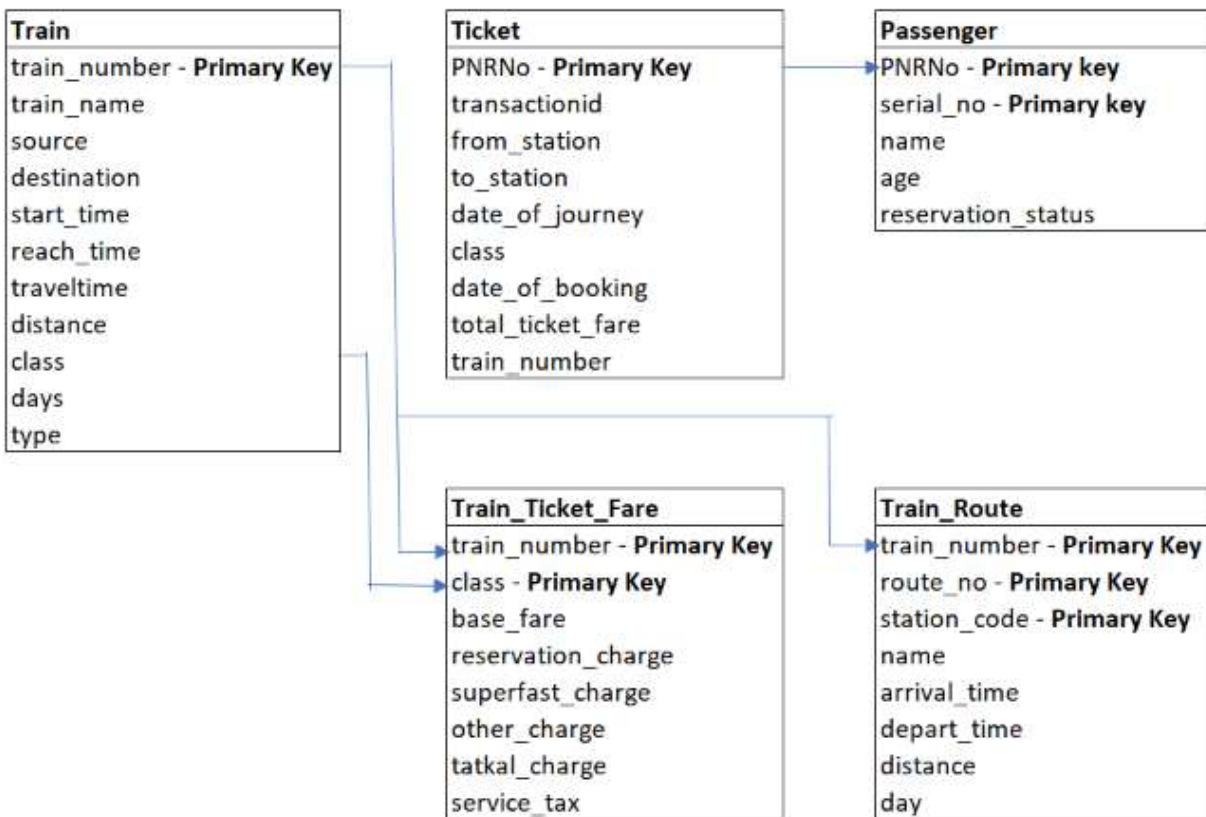 Train
train_number - Primary Key
train_name
source
destination
start_time
reach_time
traveltime
distance
class
days
type
Ticket
PNRNo - Primary Key
transactionid
from_station
to_station
date_of_journey
class
date_of_booking
total_ticket_fare
train_number
Passenger
PNRNo - Primary key
serial_no - Primary key
name
age
reservation_status
Train_Ticket_Fare
train_number - Primary Key
class - Primary Key
base_fare
reservation_charge
superfast_charge
other_charge
tatkal_charge
service_tax
Train_Route
train_number - Primary Key
route_no - Primary Key
station_code - Primary Key
name
arrival_time
depart_time
distance
day